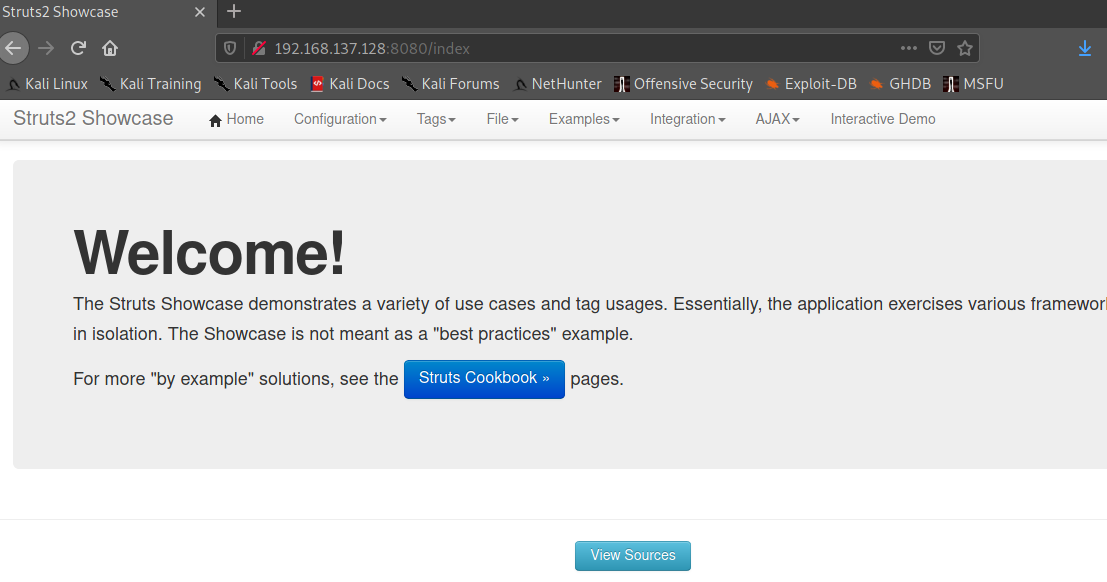 Struts2 Showcase
192.168.137.128:8080/index
Kali Linux Kali Training Kali Tools Kali Docs Kali Forums NetHunter Offensive Security Exploit-DB GHDB MSFU
Struts2 Showcase Home Configuration Tags File Examples Integration AJAX Interactive Demo
Welcome!
The Struts Showcase demonstrates a variety of use cases and tag usages. Essentially, the application exercises various
in isolation. The Showcase is not meant as a "best practices" example.
For more "by example" solutions, see the Struts Cookbook » pages.
View Sources